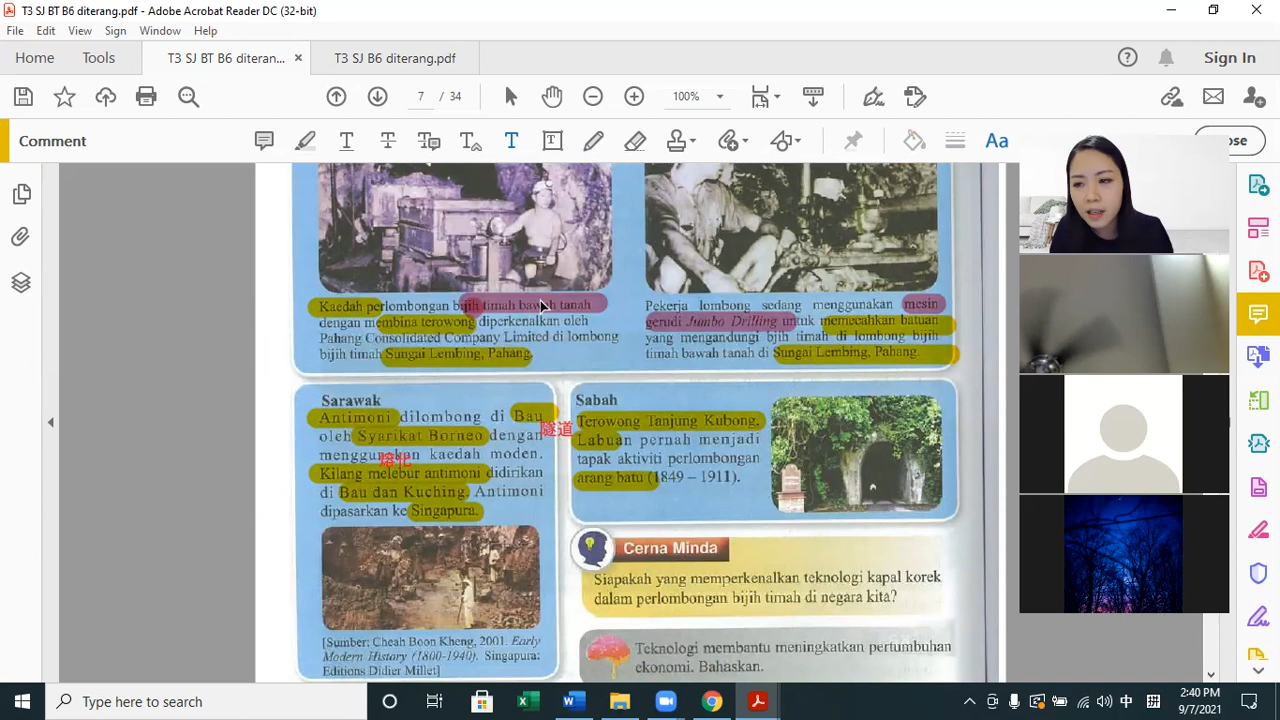 T3 SJ BT B6 diterang.pdf - Adobe Acrobat Reader DC (32-bit)
File Edit View Sign Window Help
Home Tools T3 SJ BT B6 diteran... × T3 SJ B6 diterang.pdf Sign In
7 / 34 100%
Comment Aa ose
Kaedah perlombongan bijih timah bawah tanah
dengan membina terowong diperkenalkan oleh
Pahang Consolidated Company Limited di lombong
bijih timah Sungai Lembing, Pahang.
Pekerja lombong sedang menggunakan mesin
gerudi Jumbo Drilling untuk memecahkan batuan
yang mengandungi bjih timah di lombong bijih
timah bawah tanah di Sungai Lembing, Pahang.
Sarawak
Antimoni dilombong di Bau
oleh Syarikat Borneo dengan
menggunakan kaedah moden.
熔化
Kilang melebur antimoni didirikan
di Bau dan Kuching. Antimoni
dipasarkan ke Singapura.
[Sumber: Cheah Boon Kheng, 2001. Early
Modern History (1800-1940). Singapura:
Editions Didier Millet]
Sabah
Terowong Tanjung Kubong,
隧道
Labuan pernah menjadi
tapak aktiviti perlombongan
arang batu (1849 – 1911).
Cerna Minda
Siapakah yang memperkenalkan teknologi kapal korek
dalam perlombongan bijih timah di negara kita?
Teknologi membantu meningkatkan pertumbuhan
ekonomi. Bahaskan.
Type here to search
中
拼
2:40 PM
9/7/2021